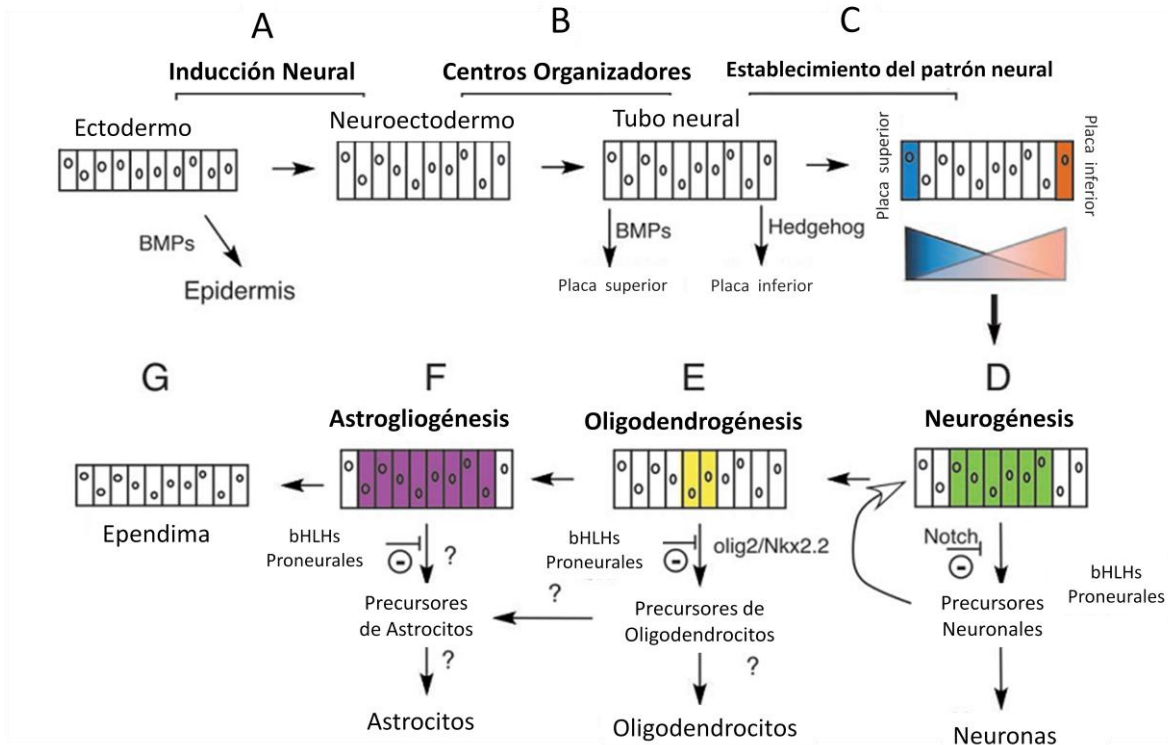 A
B
C
Inducción Neural
Centros Organizadores
Establecimiento del patrón neural
Ectodermo
Neuroectodermo
Tubo neural
Placa superior
Placa inferior
BMPs
Epidermis
BMPs
Hedgehog
Placa superior
Placa inferior
G
F
E
D
Astrogliogénesis
Oligodendrogénesis
Neurogénesis
Ependima
bHLHs
Proneurales
-
?
bHLHs
Proneurales
-
olig2/Nkx2.2
Notch
-
bHLHs
Proneurales
Precursores
de Astrocitos
?
Precursores de
Oligodendrocitos
Precursores
Neuronales
?
?
Astrocitos
Oligodendrocitos
Neuronas